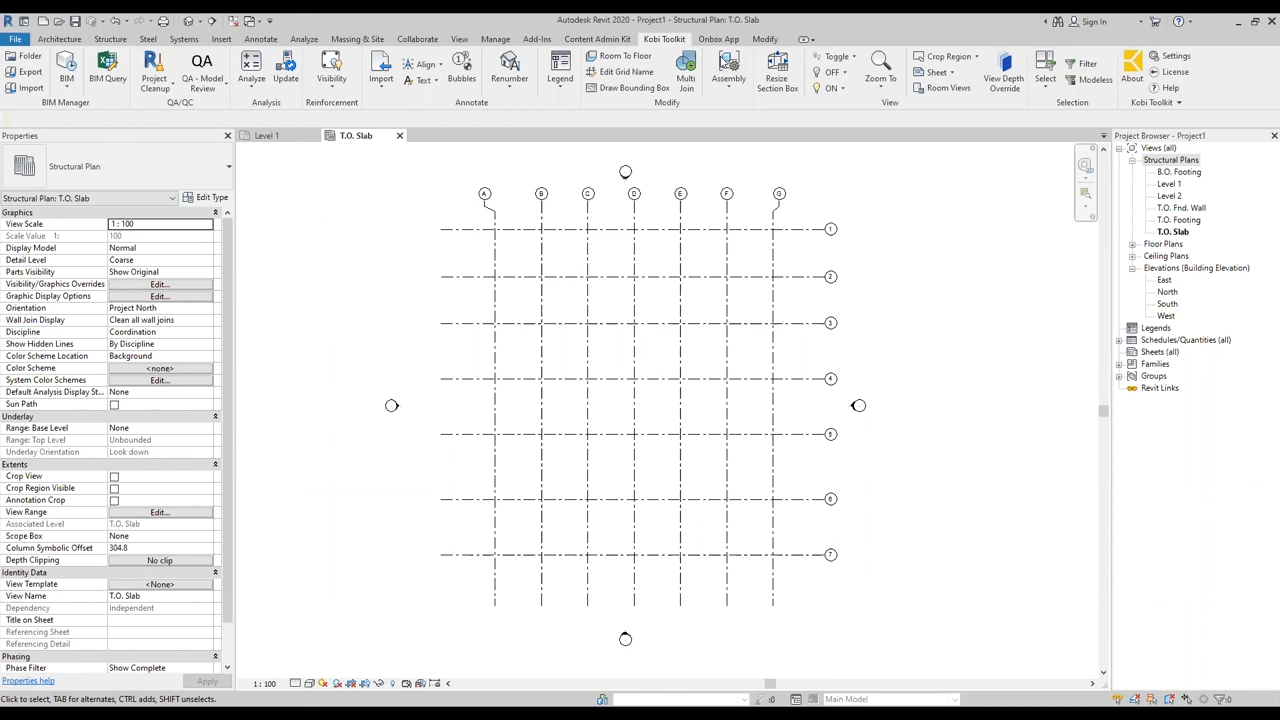 Autodesk Revit 2020 - Project1 - Structural Plan: T.O. Slab
Sign In
File Architecture Structure Steel Systems Insert Annotate Analyze Massing & Site Collaborate View Manage Add-Ins Content Admin Kit Kobi Toolkit Onbox App Modify
Folder
Export
Import
BIM
BIM Query
Project Cleanup
QA - Model Review
Analyze
Update
Visibility
Import
Align
Text
Bubbles
Renumber
Legend
Room To Floor
Edit Grid Name
Draw Bounding Box
Multi Join
Assembly
Resize Section Box
Toggle
OFF
ON
Zoom To
Crop Region
Sheet
Room Views
View Depth Override
Select
Filter
Modeless
About
Settings
License
Help
BIM Manager QA/QC Analysis Reinforcement Annotate Modify View Selection Kobi Toolkit
Properties
Structural Plan
Structural Plan: T.O. Slab Edit Type
Graphics
View Scale 1 : 100
Scale Value 1: 100
Display Model Normal
Detail Level Coarse
Parts Visibility Show Original
Visibility/Graphics Overrides Edit...
Graphic Display Options Edit...
Orientation Project North
Wall Join Display Clean all wall joins
Discipline Coordination
Show Hidden Lines By Discipline
Color Scheme Location Background
Color Scheme <none>
System Color Schemes Edit...
Default Analysis Display St... None
Sun Path
Underlay
Range: Base Level None
Range: Top Level Unbounded
Underlay Orientation Look down
Extents
Crop View
Crop Region Visible
Annotation Crop
View Range Edit...
Associated Level T.O. Slab
Scope Box None
Column Symbolic Offset 304.8
Depth Clipping No clip
Identity Data
View Template <None>
View Name T.O. Slab
Dependency Independent
Title on Sheet
Referencing Sheet
Referencing Detail
Phasing
Phase Filter Show Complete
Properties help Apply
Level 1 T.O. Slab
A B C D E F G
1
2
3
4
5
6
7
1 : 100
Project Browser - Project1
Views (all)
Structural Plans
B.O. Footing
Level 1
Level 2
T.O. Fnd. Wall
T.O. Footing
T.O. Slab
Floor Plans
Ceiling Plans
Elevations (Building Elevation)
East
North
South
West
Legends
Schedules/Quantities (all)
Sheets (all)
Families
Groups
Revit Links
Click to select, TAB for alternates, CTRL adds, SHIFT unselects. :0 Main Model :0